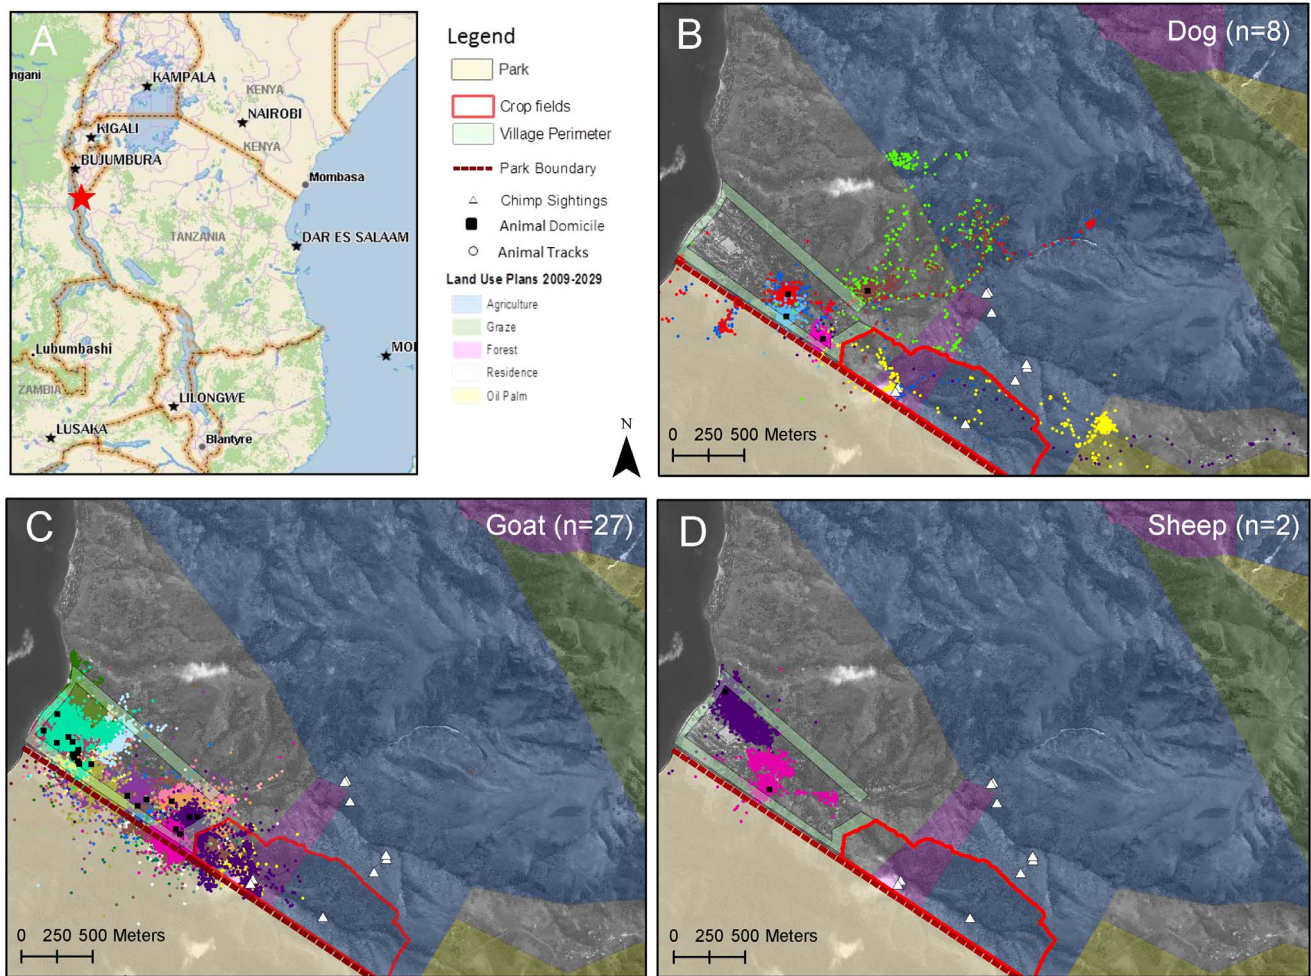 A
ngani
KAMPALA
KENYA
NAIROBI
KIGALI
KENYA
BUJUMBURA
Mombasa
TANZANIA
DAR ES SALAAM
Lubumbashi
MOI
ZAMBIA
LILONGWE
LUSAKA
Blantyre
Legend
Park
Crop fields
Village Perimeter
Park Boundary
Chimp Sightings
Animal Domicile
Animal Tracks
Land Use Plans 2009-2029
Agriculture
Graze
Forest
Residence
Oil Palm
N
B
Dog (n=8)
0 250 500 Meters
C
Goat (n=27)
0 250 500 Meters
D
Sheep (n=2)
0 250 500 Meters